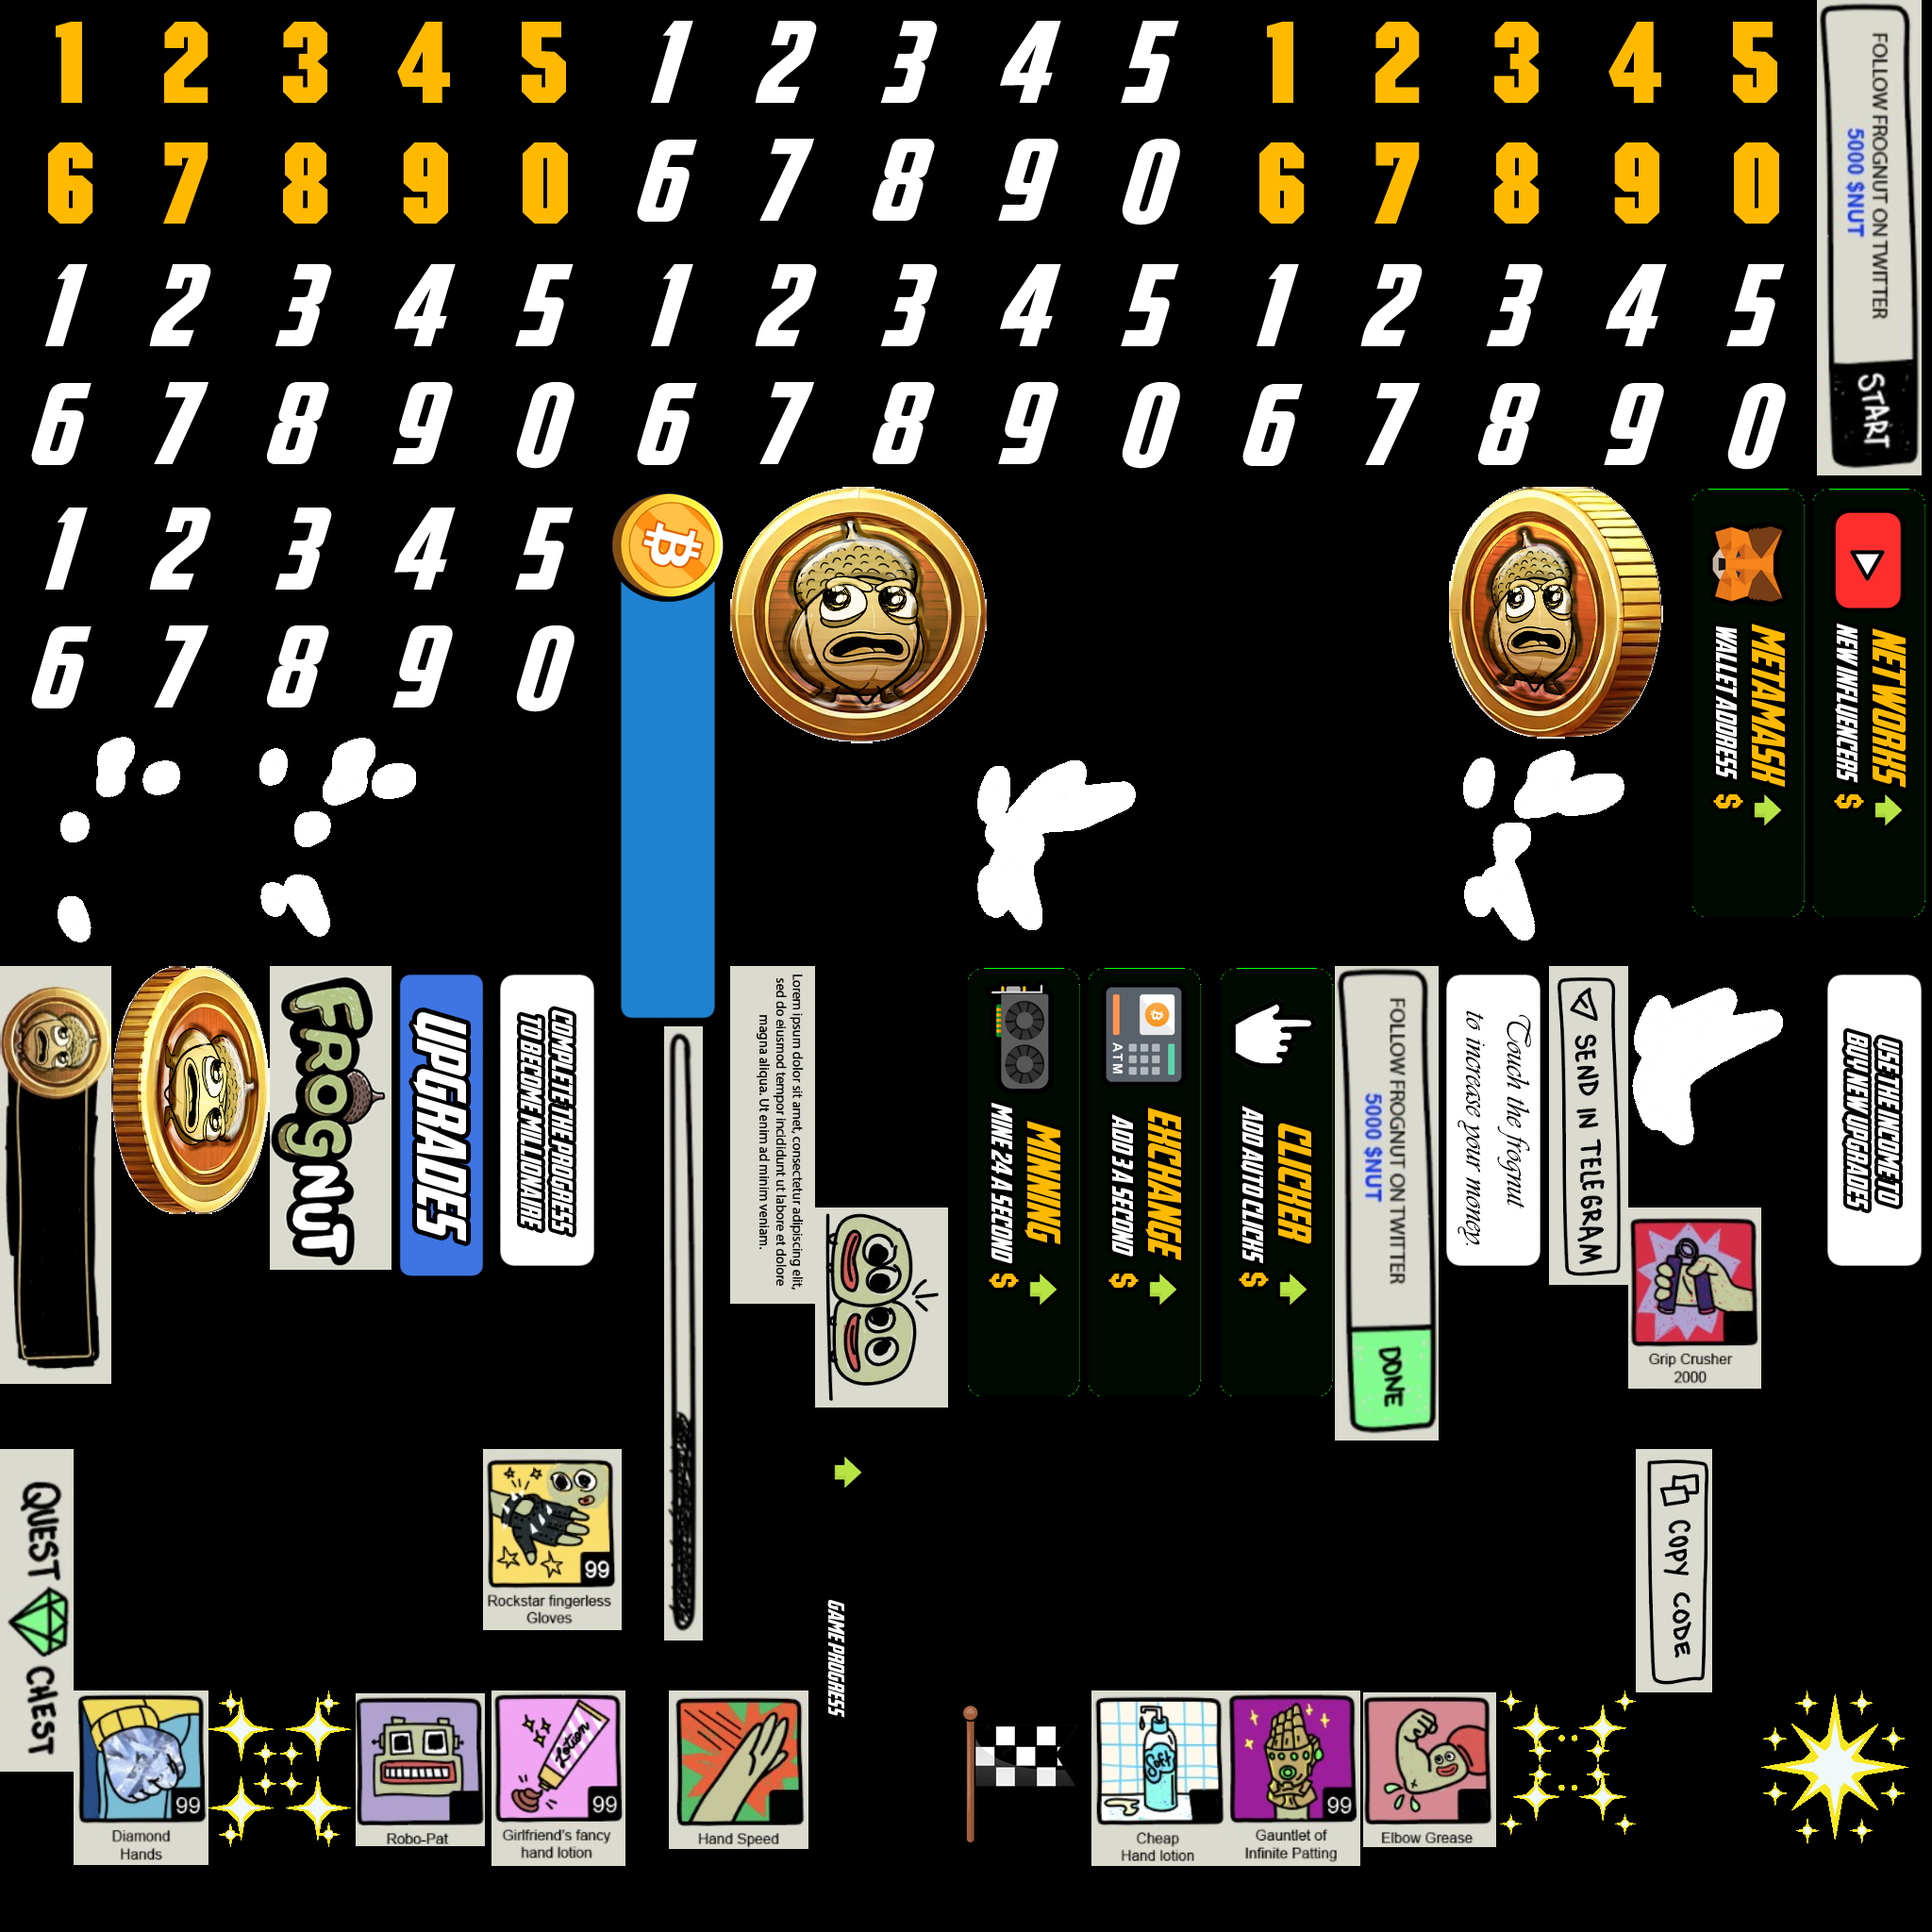 1 2 3 4 5 1 2 3 4 5 1 2 3 4 5
6 7 8 9 0 6 7 8 9 0 6 7 8 9 0
1 2 3 4 5 1 2 3 4 5 1 2 3 4 5
6 7 8 9 0 6 7 8 9 0 6 7 8 9 0
FOLLOW FROGNUT ON TWITTER
5000 $NUT
START
1 2 3 4 5
6 7 8 9 0
METAMASK
WALLET ADDRESS
$
NETWORKS
NEW INFLUENCERS
$
FROGNUT
UPGRADES
COMPLETE THE POGRESS
TO BECOME MILLIONAIRE
Lorem ipsum dolor sit amet, consectetur adipiscing elit,
sed do eiusmod tempor incididunt ut labore et dolore
magna aliqua. Ut enim ad minim veniam.
MINNING
MINE 24 A SECOND
$
ATM
EXCHANGE
ADD 3 A SECOND
$
CLICHER
ADD AUTO CLICHS
$
FOLLOW FROGNUT ON TWITTER
5000 $NUT
DONE
Touch the frognut
to increase your money.
SEND IN TELEGRAM
USE THE INCOME TO
BUY NEW UPGRADES
Grip Crusher
2000
QUEST CHEST
99
Rockstar fingerless
Gloves
GAME PROGRESS
COPY CODE
99
Diamond
Hands
Robo-Pat
Lotion
99
Girlfriend's fancy
hand lotion
Hand Speed
Soft
Cheap
Hand lotion
99
Gauntlet of
Infinite Patting
Elbow Grease